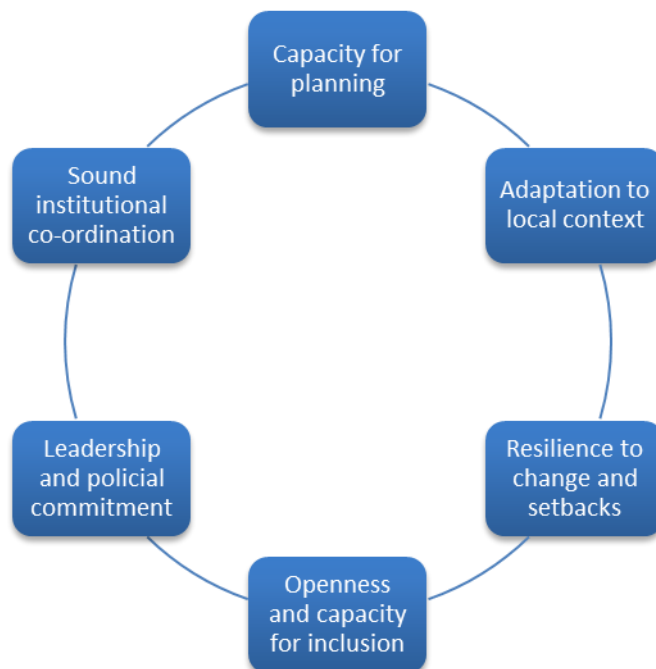 Capacity for
planning
Adaptation to
local context
Resilience to
change and
setbacks
Openness
and capacity
for inclusion
Leadership
and policial
commitment
Sound
institutional
co-ordination